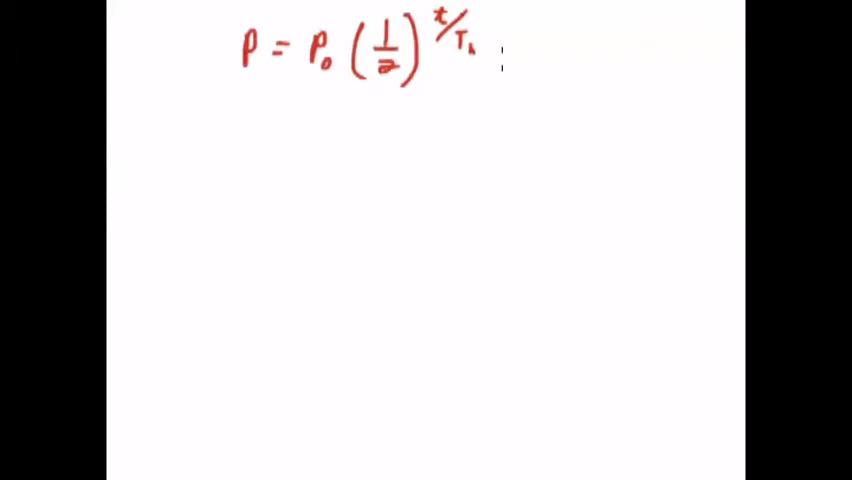 P = P₀ (1/2)^(t/Tₕ)